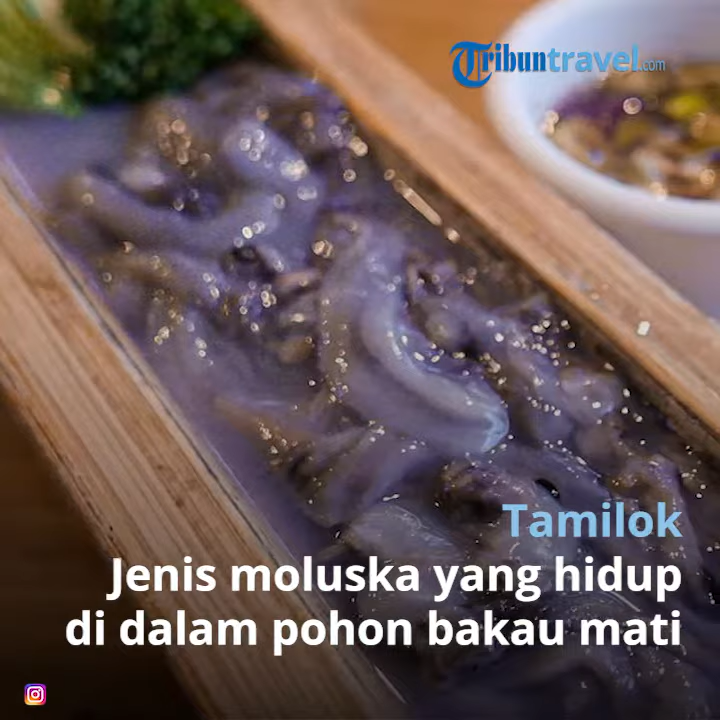 Tribuntravel.com
Tamilok
Jenis moluska yang hidup
di dalam pohon bakau mati